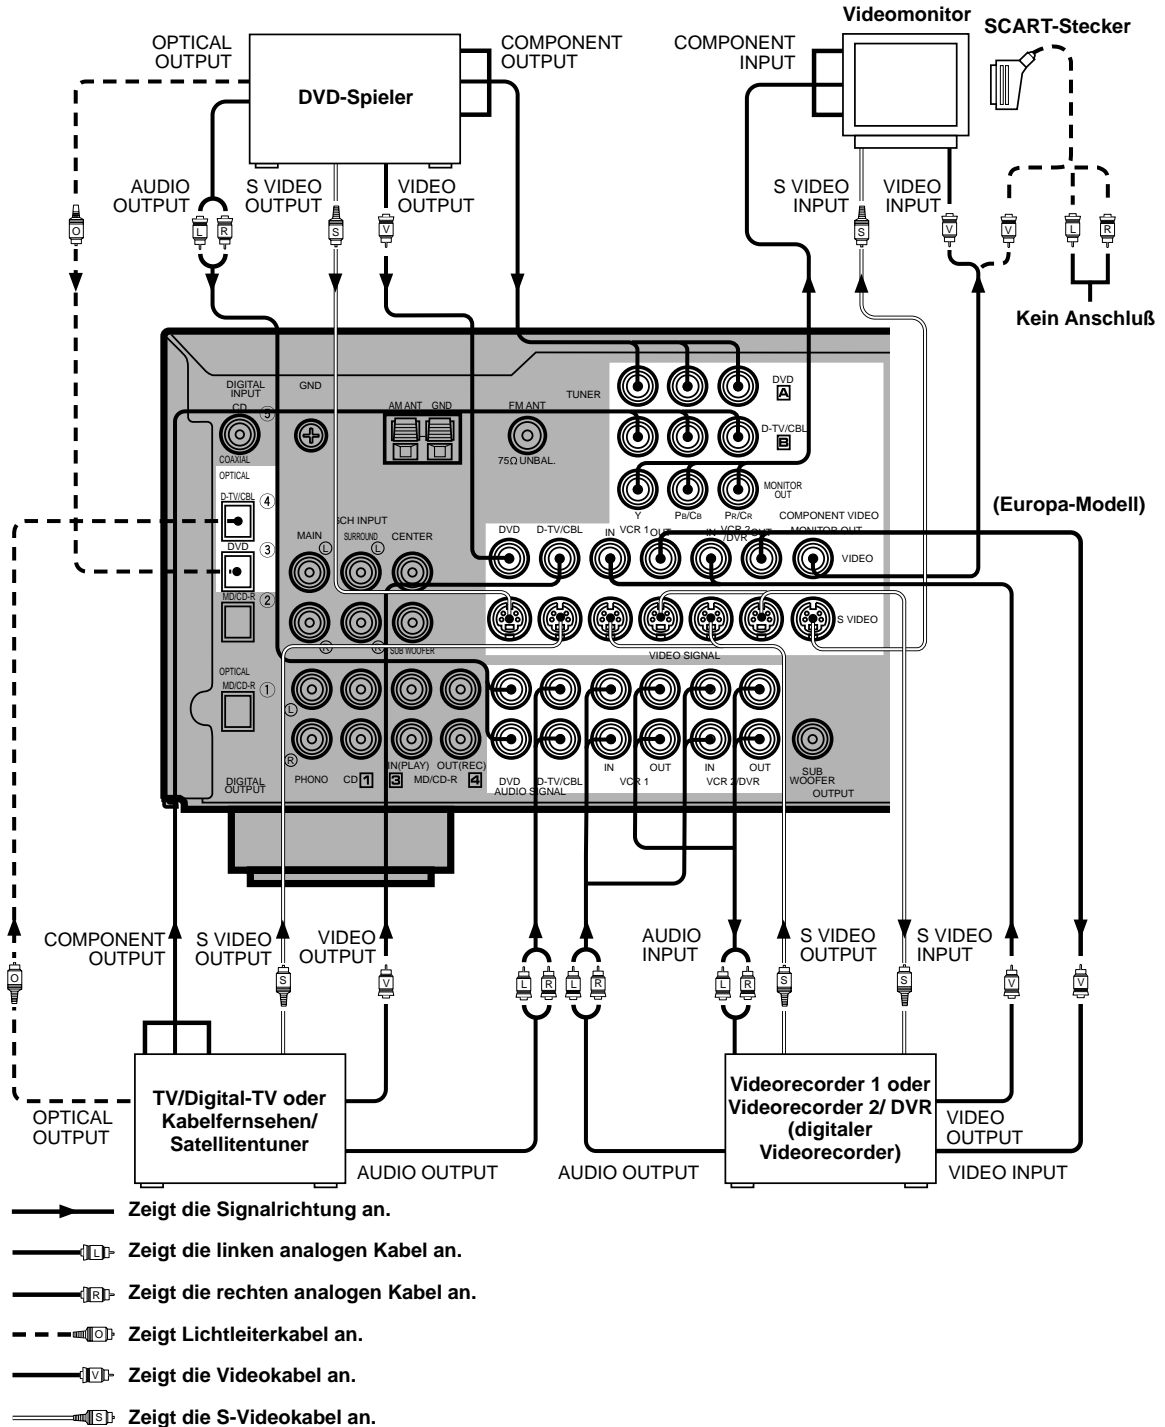 Videomonitor
SCART-Stecker
OPTICAL
OUTPUT
COMPONENT
OUTPUT
COMPONENT
INPUT
DVD-Spieler
AUDIO
OUTPUT
S VIDEO
OUTPUT
VIDEO
OUTPUT
S VIDEO
INPUT
VIDEO
INPUT
O
L
R
S
V
S
V
V
L
R
Kein Anschluß
DIGITAL
INPUT
GND
TUNER
DVD
A
CD
5
AM ANT
GND
FM ANT
D-TV/CBL
B
COAXIAL
75Ω UNBAL.
OPTICAL
MONITOR
OUT
D-TV/CBL
4
Y
PB/CB
PR/CR
COMPONENT VIDEO
(Europa-Modell)
6CH INPUT
DVD
D-TV/CBL
IN
VCR 1
OUT
IN
VCR 2
/DVR
OUT
MONITOR OUT
MAIN
L
SURROUND
L
CENTER
DVD
3
VIDEO
MD/CD-R
2
S VIDEO
R
R
SUB WOOFER
VIDEO SIGNAL
OPTICAL
MD/CD-R
1
L
R
IN(PLAY)
OUT(REC)
IN
OUT
IN
OUT
DIGITAL
OUTPUT
PHONO
CD
1
3
MD/CD-R
4
DVD
D-TV/CBL
VCR 1
VCR 2/DVR
SUB
WOOFER
AUDIO SIGNAL
OUTPUT
COMPONENT
OUTPUT
S VIDEO
OUTPUT
VIDEO
OUTPUT
AUDIO
INPUT
S VIDEO
OUTPUT
S VIDEO
INPUT
O
S
V
L
R
L
R
L
R
S
S
V
V
TV/Digital-TV oder
Kabelfernsehen/
Satellitentuner
Videorecorder 1 oder
Videorecorder 2/ DVR
(digitaler
Videorecorder)
OPTICAL
OUTPUT
VIDEO
OUTPUT
AUDIO OUTPUT
AUDIO OUTPUT
VIDEO INPUT
Zeigt die Signalrichtung an.
L
Zeigt die linken analogen Kabel an.
R
Zeigt die rechten analogen Kabel an.
O
Zeigt Lichtleiterkabel an.
V
Zeigt die Videokabel an.
S
Zeigt die S-Videokabel an.